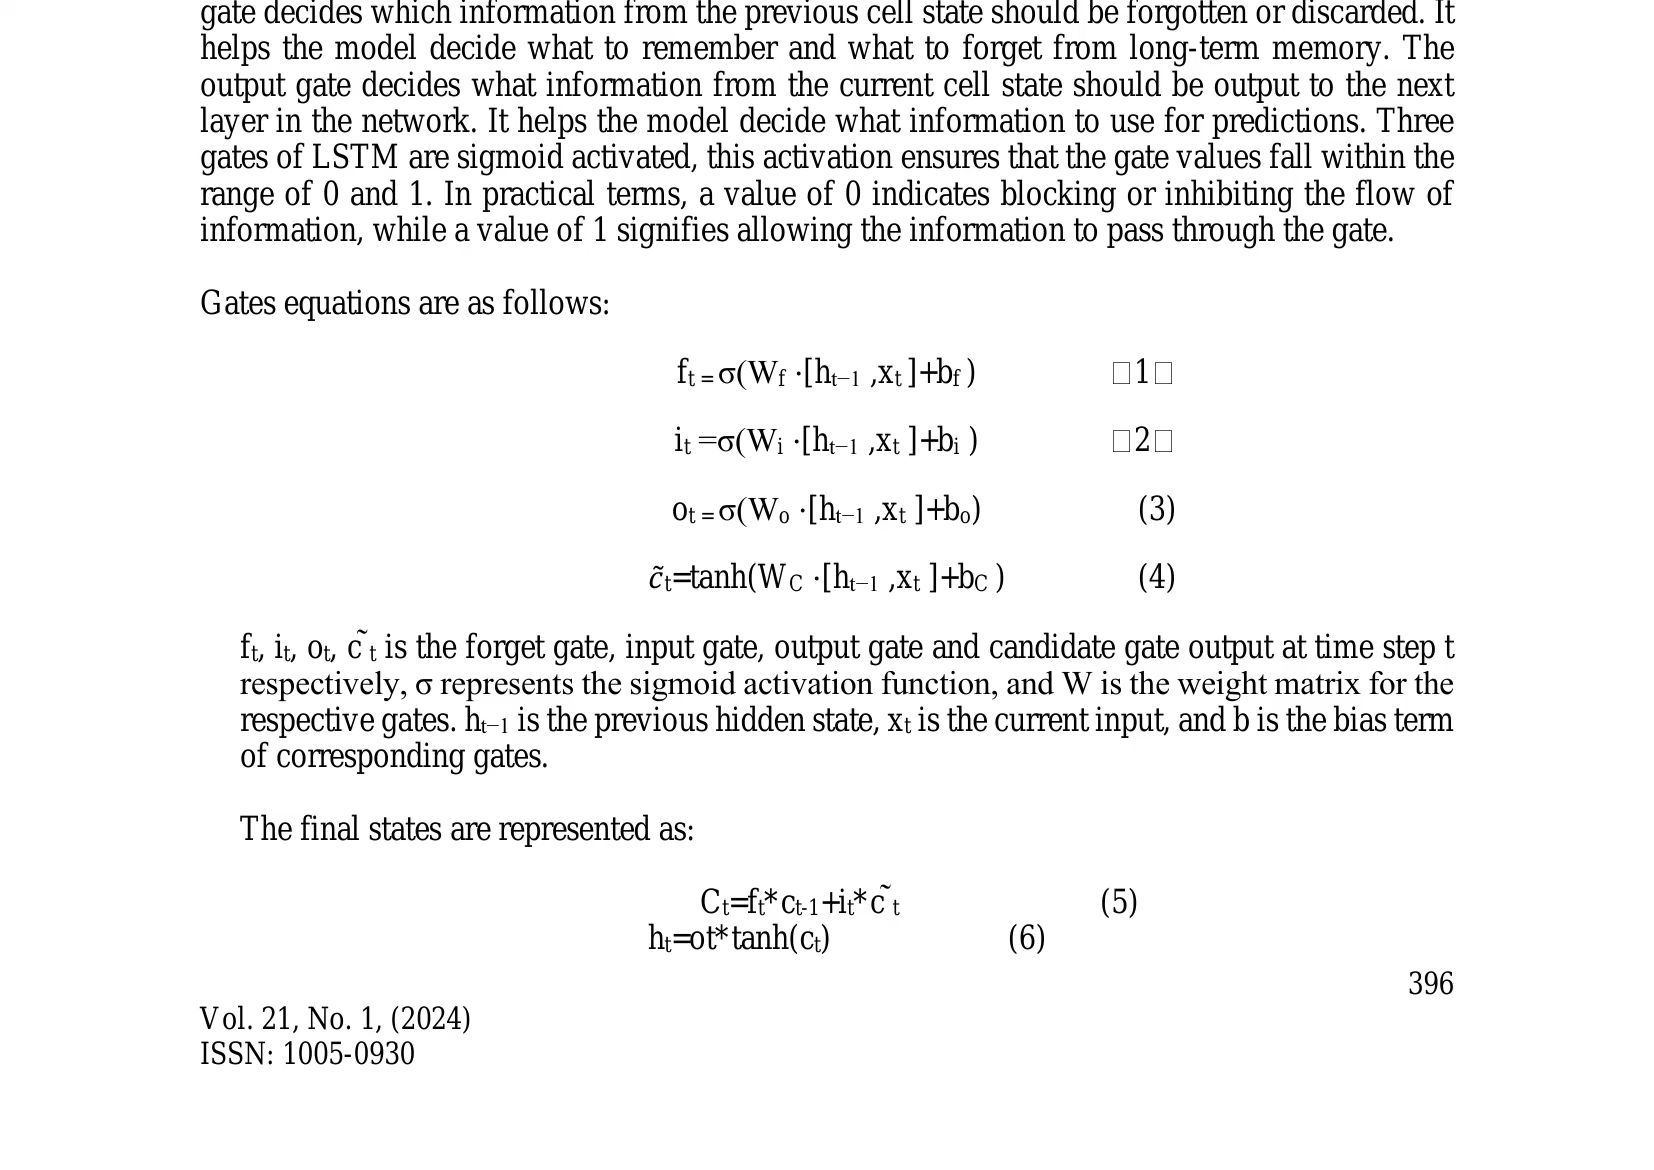 gate decides which information from the previous cell state should be forgotten or discarded. It
helps the model decide what to remember and what to forget from long-term memory. The
output gate decides what information from the current cell state should be output to the next
layer in the network. It helps the model decide what information to use for predictions. Three
gates of LSTM are sigmoid activated, this activation ensures that the gate values fall within the
range of 0 and 1. In practical terms, a value of 0 indicates blocking or inhibiting the flow of
information, while a value of 1 signifies allowing the information to pass through the gate.
Gates equations are as follows:
fₜ = σ(W_f ·[hₜ₋₁ ,xₜ ]+b_f ) □1□
iₜ =σ(Wᵢ ·[hₜ₋₁ ,xₜ ]+bᵢ ) □2□
oₜ = σ(Wₒ ·[hₜ₋₁ ,xₜ ]+bₒ) (3)
c̃ₜ=tanh(W_C ·[hₜ₋₁ ,xₜ ]+b_C ) (4)
fₜ, iₜ, oₜ, c ̃ₜ is the forget gate, input gate, output gate and candidate gate output at time step t
respectively, σ represents the sigmoid activation function, and W is the weight matrix for the
respective gates. hₜ₋₁ is the previous hidden state, xₜ is the current input, and b is the bias term
of corresponding gates.
The final states are represented as:
Cₜ=fₜ*cₜ₋₁+iₜ*c ̃ₜ (5)
hₜ=ot*tanh(cₜ) (6)
396
Vol. 21, No. 1, (2024)
ISSN: 1005-0930